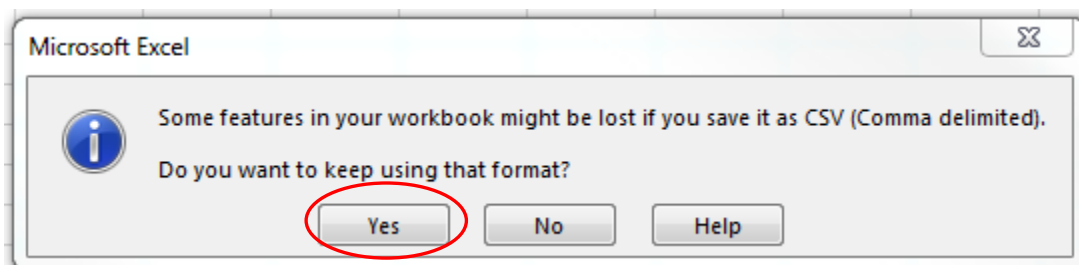 Microsoft Excel
Some features in your workbook might be lost if you save it as CSV (Comma delimited).
Do you want to keep using that format?
Yes No Help